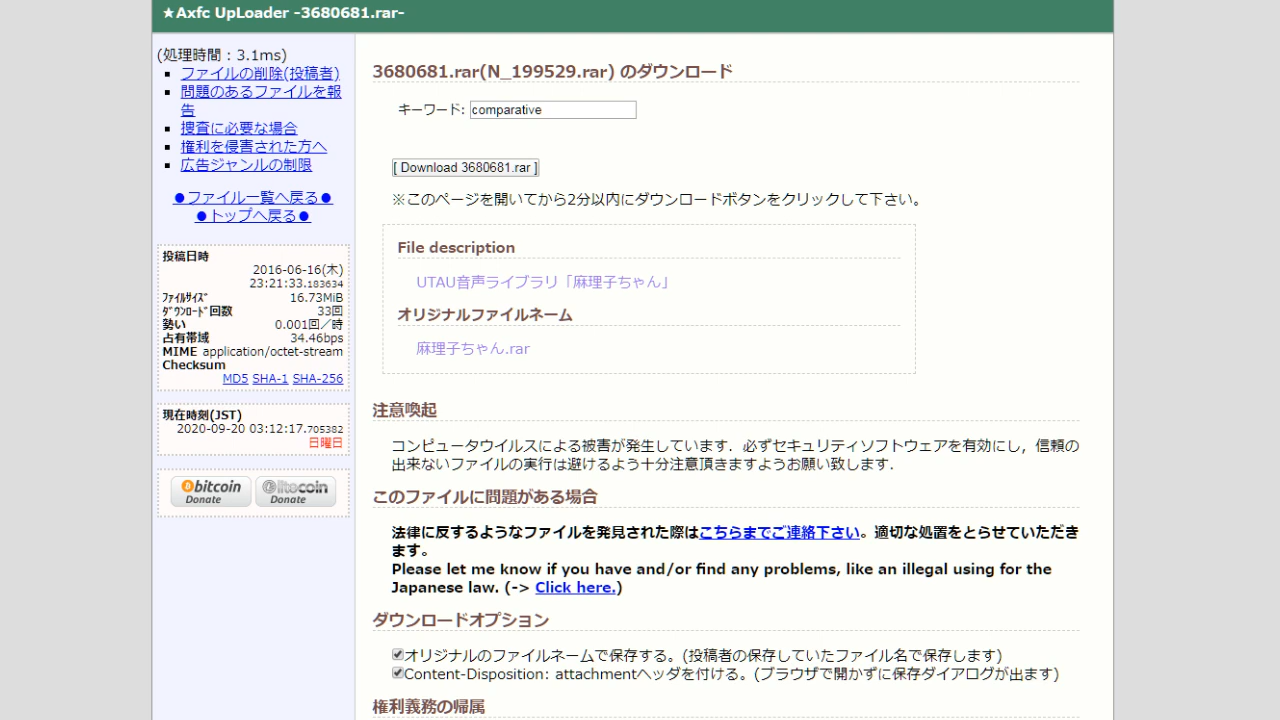 ★Axfc UpLoader -3680681.rar-
(処理時間：3.1ms)
ファイルの削除(投稿者)
問題のあるファイルを報
告
捜査に必要な場合
権利を侵害された方へ
広告ジャンルの制限
●ファイル一覧へ戻る●
●トップへ戻る●
投稿日時
2016-06-16(木)
23:21:33.183634
ﾌｧｲﾙｻｲｽﾞ 16.73MiB
ﾀﾞｳﾝﾛｰﾄﾞ回数 33回
勢い 0.001回／時
占有帯域 34.46bps
MIME application/octet-stream
Checksum
MD5 SHA-1 SHA-256
現在時刻(JST)
2020-09-20 03:12:17.705382
日曜日
bitcoin
Donate
litecoin
Donate
3680681.rar(N_199529.rar) のダウンロード
キーワード: comparative
[ Download 3680681.rar ]
※このページを開いてから2分以内にダウンロードボタンをクリックして下さい。
File description
UTAU音声ライブラリ「麻理子ちゃん」
オリジナルファイルネーム
麻理子ちゃん.rar
注意喚起
コンピュータウイルスによる被害が発生しています．必ずセキュリティソフトウェアを有効にし，信頼の
出来ないファイルの実行は避けるよう十分注意頂きますようお願い致します．
このファイルに問題がある場合
法律に反するようなファイルを発見された際はこちらまでご連絡下さい。適切な処置をとらせていただき
ます。
Please let me know if you have and/or find any problems, like an illegal using for the
Japanese law. (-> Click here.)
ダウンロードオプション
オリジナルのファイルネームで保存する。(投稿者の保存していたファイル名で保存します)
Content-Disposition: attachmentヘッダを付ける。(ブラウザで開かずに保存ダイアログが出ます)
権利義務の帰属